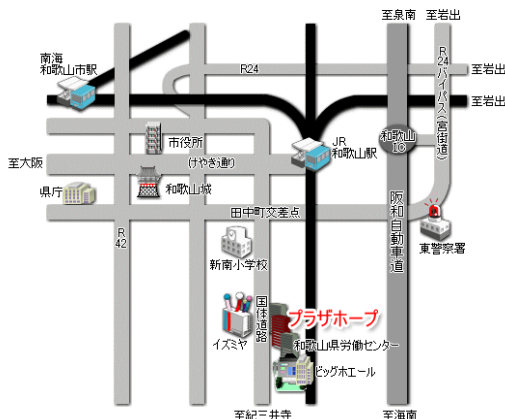 至泉南
至岩出
南海
和歌山市駅
R24
至岩出
R24バイパス(宮街道)
至岩出
市役所
JR
和歌山駅
和歌山
IC
至大阪
(けやき通り)
県庁
和歌山城
田中町交差点
R
42
阪和自動車道
東警察署
新南小学校
国体道路
プラザホープ
イズミヤ
和歌山県労働センター
ビッグホエール
至紀三井寺
至海南